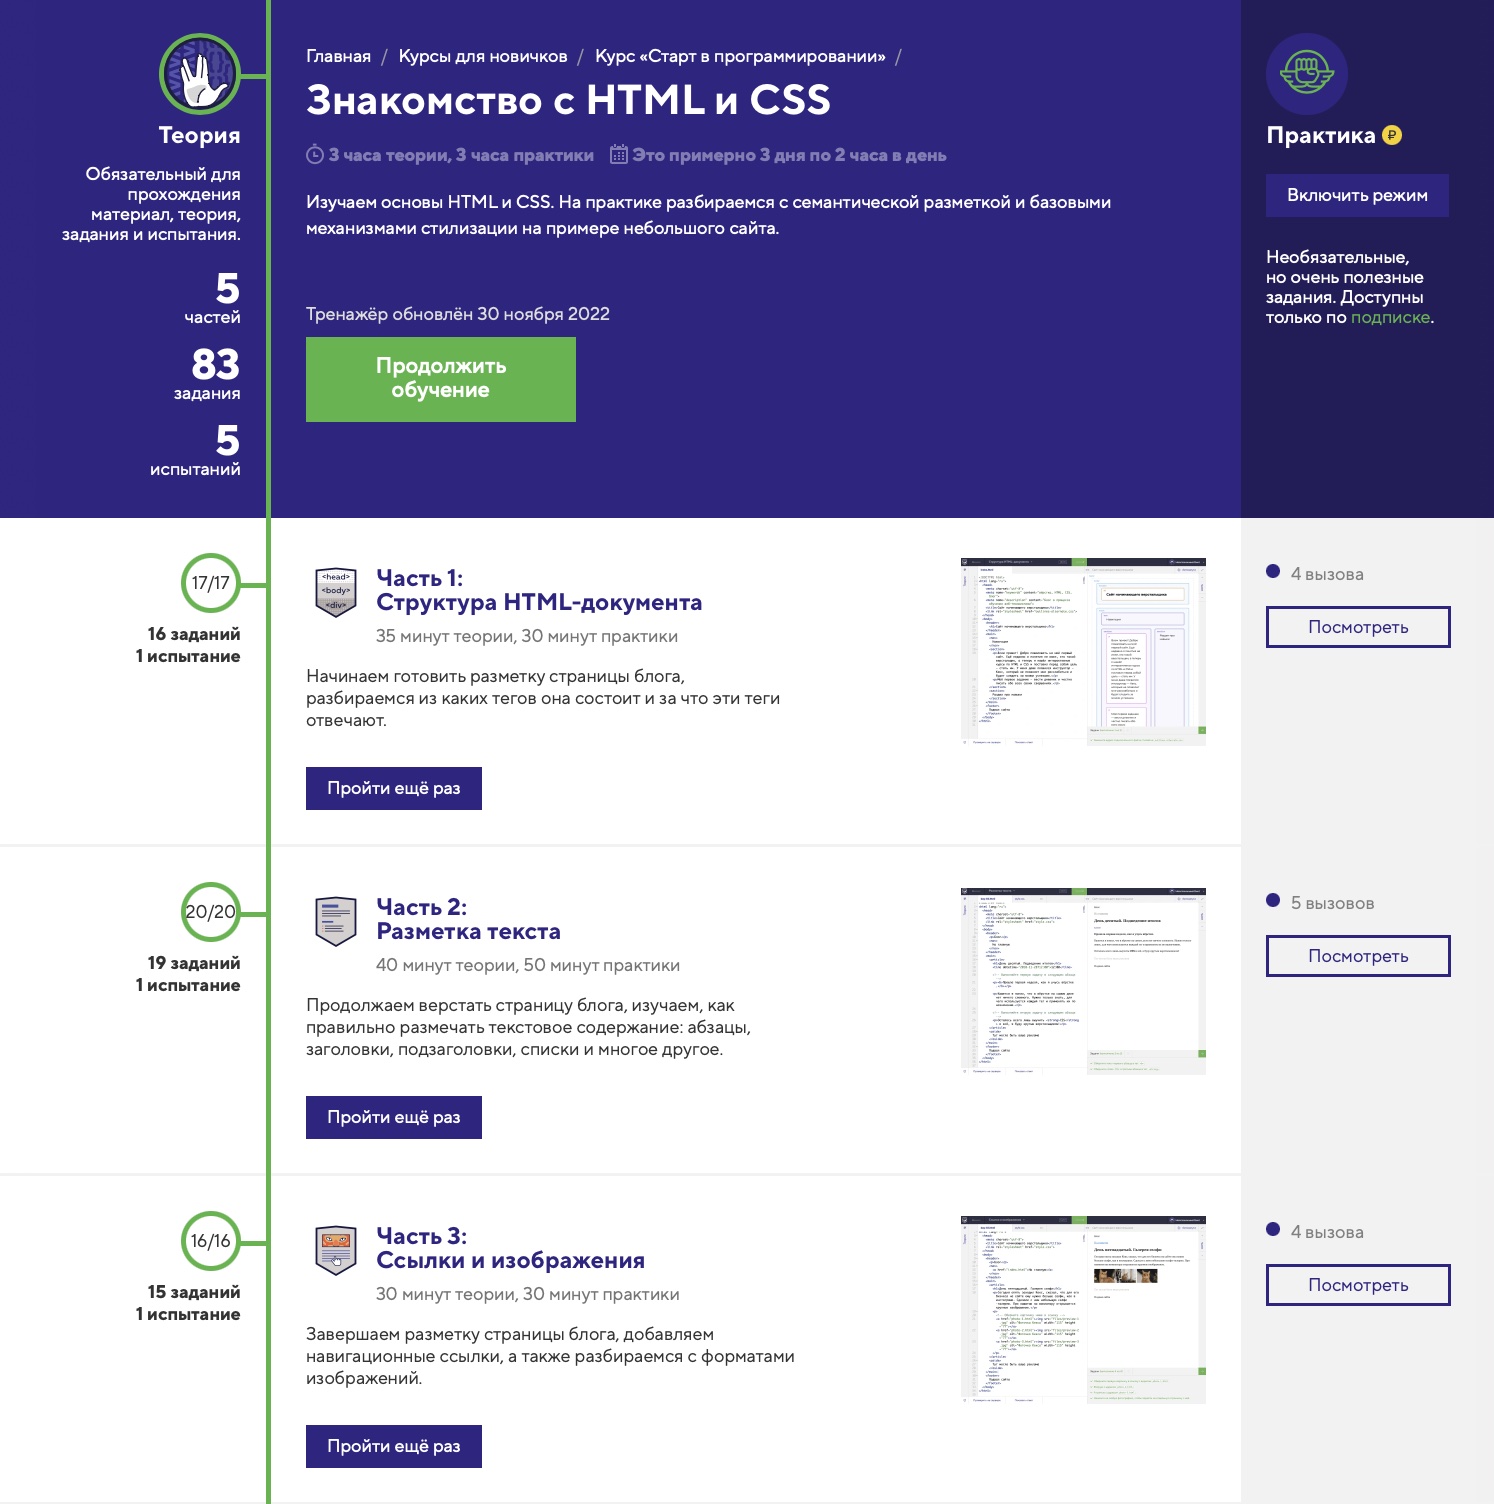 Теория
Обязательный для
прохождения
материал, теория,
задания и испытания.
5
частей
83
задания
5
испытаний
Главная / Курсы для новичков / Курс «Старт в программировании» /
Знакомство с HTML и CSS
3 часа теории, 3 часа практики Это примерно 3 дня по 2 часа в день
Изучаем основы HTML и CSS. На практике разбираемся с семантической разметкой и базовыми
механизмами стилизации на примере небольшого сайта.
Тренажёр обновлён 30 ноября 2022
Продолжить
обучение
Практика ₽
Включить режим
Необязательные,
но очень полезные
задания. Доступны
только по подписке.
17/17
16 заданий
1 испытание
<head>
<body>
<div>
Часть 1:
Структура HTML-документа
35 минут теории, 30 минут практики
Начинаем готовить разметку страницы блога,
разбираемся из каких тегов она состоит и за что эти теги
отвечают.
Пройти ещё раз
4 вызова
Посмотреть
20/20
19 заданий
1 испытание
Часть 2:
Разметка текста
40 минут теории, 50 минут практики
Продолжаем верстать страницу блога, изучаем, как
правильно размечать текстовое содержание: абзацы,
заголовки, подзаголовки, списки и многое другое.
Пройти ещё раз
5 вызовов
Посмотреть
16/16
15 заданий
1 испытание
Часть 3:
Ссылки и изображения
30 минут теории, 30 минут практики
Завершаем разметку страницы блога, добавляем
навигационные ссылки, а также разбираемся с форматами
изображений.
Пройти ещё раз
4 вызова
Посмотреть